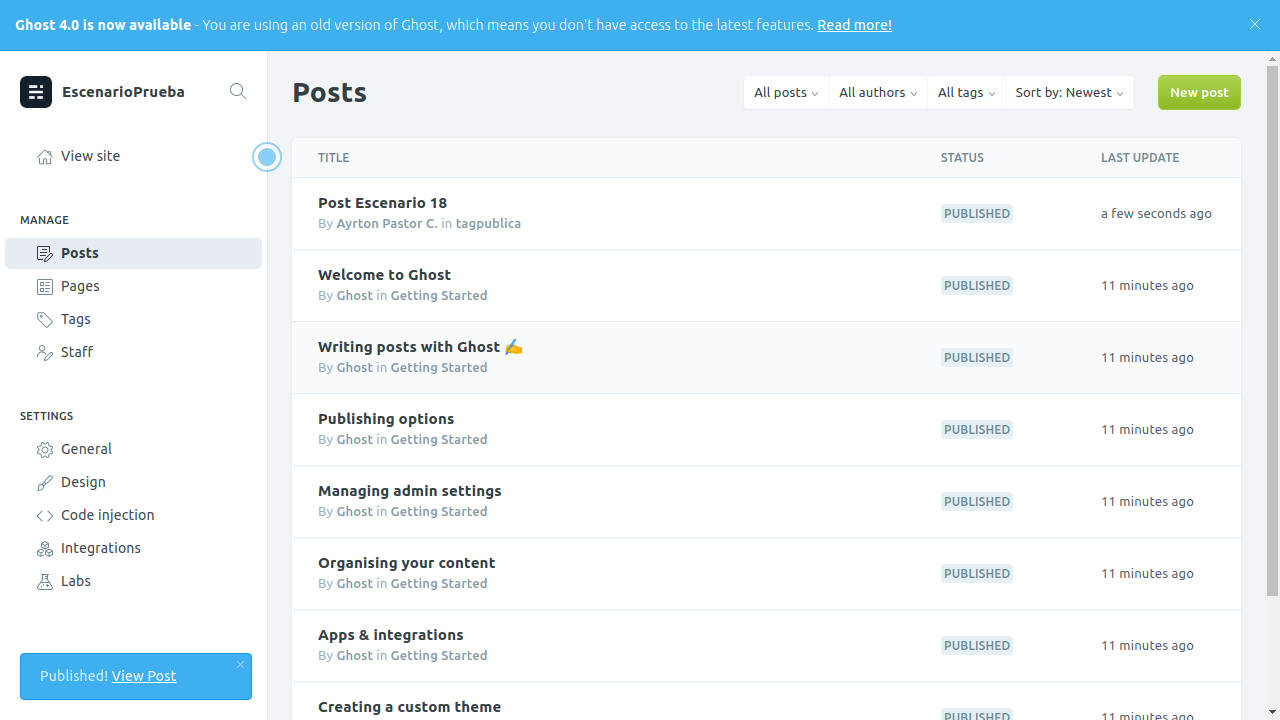 Ghost 4.0 is now available - You are using an old version of Ghost, which means you don't have access to the latest features. Read more!
EscenarioPrueba
View site
MANAGE
Posts
Pages
Tags
Staff
SETTINGS
General
Design
Code injection
Integrations
Labs
Published! View Post
Posts
All posts
All authors
All tags
Sort by: Newest
New post
TITLE STATUS LAST UPDATE
Post Escenario 18
By Ayrton Pastor C. in tagpublica
PUBLISHED
a few seconds ago
Welcome to Ghost
By Ghost in Getting Started
PUBLISHED
11 minutes ago
Writing posts with Ghost ✍️
By Ghost in Getting Started
PUBLISHED
11 minutes ago
Publishing options
By Ghost in Getting Started
PUBLISHED
11 minutes ago
Managing admin settings
By Ghost in Getting Started
PUBLISHED
11 minutes ago
Organising your content
By Ghost in Getting Started
PUBLISHED
11 minutes ago
Apps & integrations
By Ghost in Getting Started
PUBLISHED
11 minutes ago
Creating a custom theme
PUBLISHED
11 minutes ago